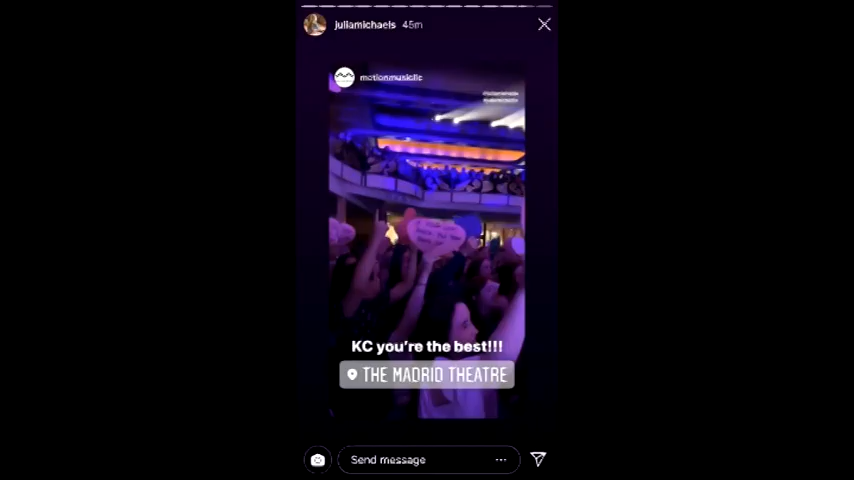 juliamichaels 45m
motionmusicllc
KC you're the best!!!
THE MADRID THEATRE
Send message